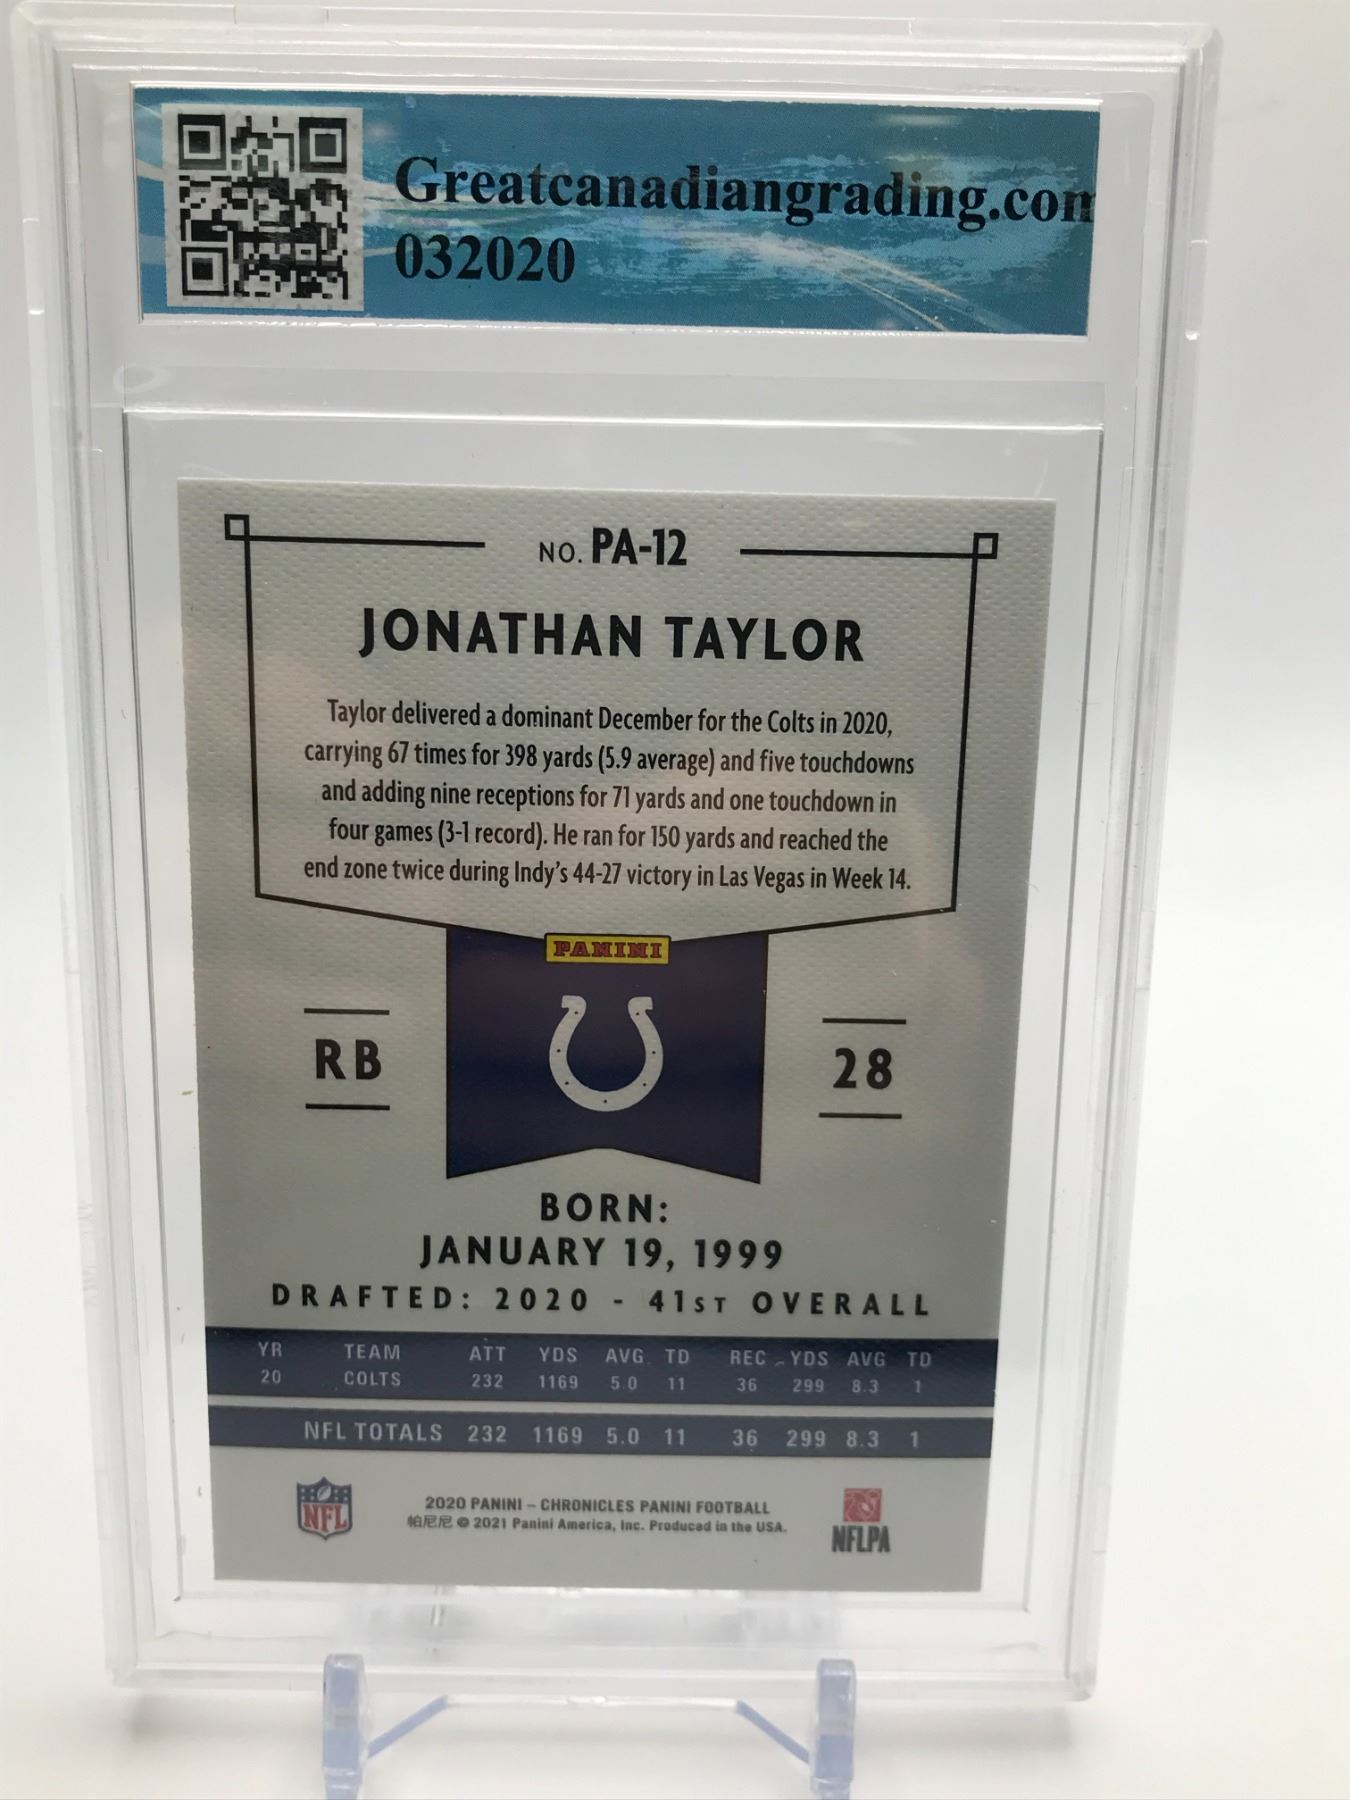 Greatcanadiangrading.com
032020
NO. PA-12
JONATHAN TAYLOR
Taylor delivered a dominant December for the Colts in 2020,
carrying 67 times for 398 yards (5.9 average) and five touchdowns
and adding nine receptions for 71 yards and one touchdown in
four games (3-1 record). He ran for 150 yards and reached the
end zone twice during Indy's 44-27 victory in Las Vegas in Week 14.
PANINI
RB
28
BORN:
JANUARY 19, 1999
DRAFTED: 2020 - 41ST OVERALL
YR TEAM ATT YDS AVG TD REC YDS AVG TD
20 COLTS 232 1169 5.0 11 36 299 8.3 1
NFL TOTALS 232 1169 5.0 11 36 299 8.3 1
NFL
2020 PANINI – CHRONICLES PANINI FOOTBALL
帕尼尼 © 2021 Panini America, Inc. Produced in the USA.
NFLPA